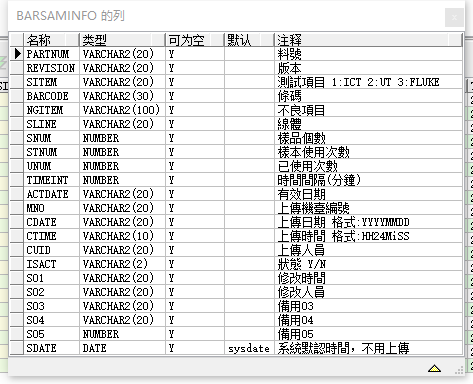 BARSAMINFO 的列
名称 类型 可为空 默认 注释
PARTNUM VARCHAR2(20) Y 料號
REVISION VARCHAR2(20) Y 版本
SITEM VARCHAR2(20) Y 測試項目 1:ICT 2:UT 3:FLUKE
BARCODE VARCHAR2(30) Y 條碼
NGITEM VARCHAR2(100) Y 不良項目
SLINE VARCHAR2(20) Y 線體
SNUM NUMBER Y 樣品個數
STNUM NUMBER Y 樣本使用次數
UNUM NUMBER Y 已使用次數
TIMEINT NUMBER Y 時間間隔(分鐘)
ACTDATE VARCHAR2(20) Y 有效日期
MNO VARCHAR2(20) Y 上傳機臺編號
CDATE VARCHAR2(20) Y 上傳日期 格式:YYYYMMDD
CTIME VARCHAR2(10) Y 上傳時間 格式:HH24MiSS
CUID VARCHAR2(20) Y 上傳人員
ISACT VARCHAR2(2) Y 狀態 Y/N
S01 VARCHAR2(20) Y 修改時間
S02 VARCHAR2(20) Y 修改人員
S03 VARCHAR2(20) Y 備用03
S04 VARCHAR2(20) Y 備用04
S05 NUMBER Y 備用05
SDATE DATE Y sysdate 系統默認時間，不用上傳